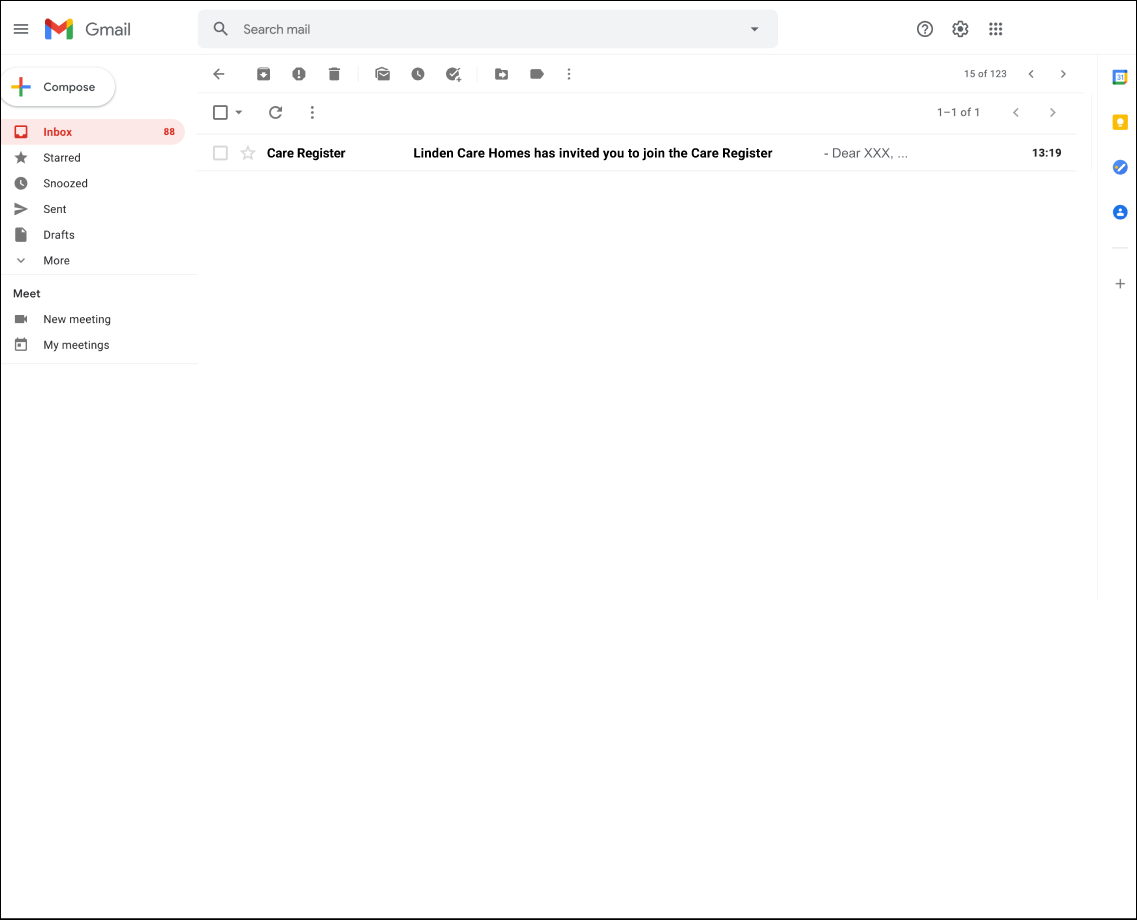 Gmail
Search mail
Compose
15 of 123
1–1 of 1
Inbox 88
Care Register Linden Care Homes has invited you to join the Care Register - Dear XXX, ... 13:19
Starred
Snoozed
Sent
Drafts
More
Meet
New meeting
My meetings
31